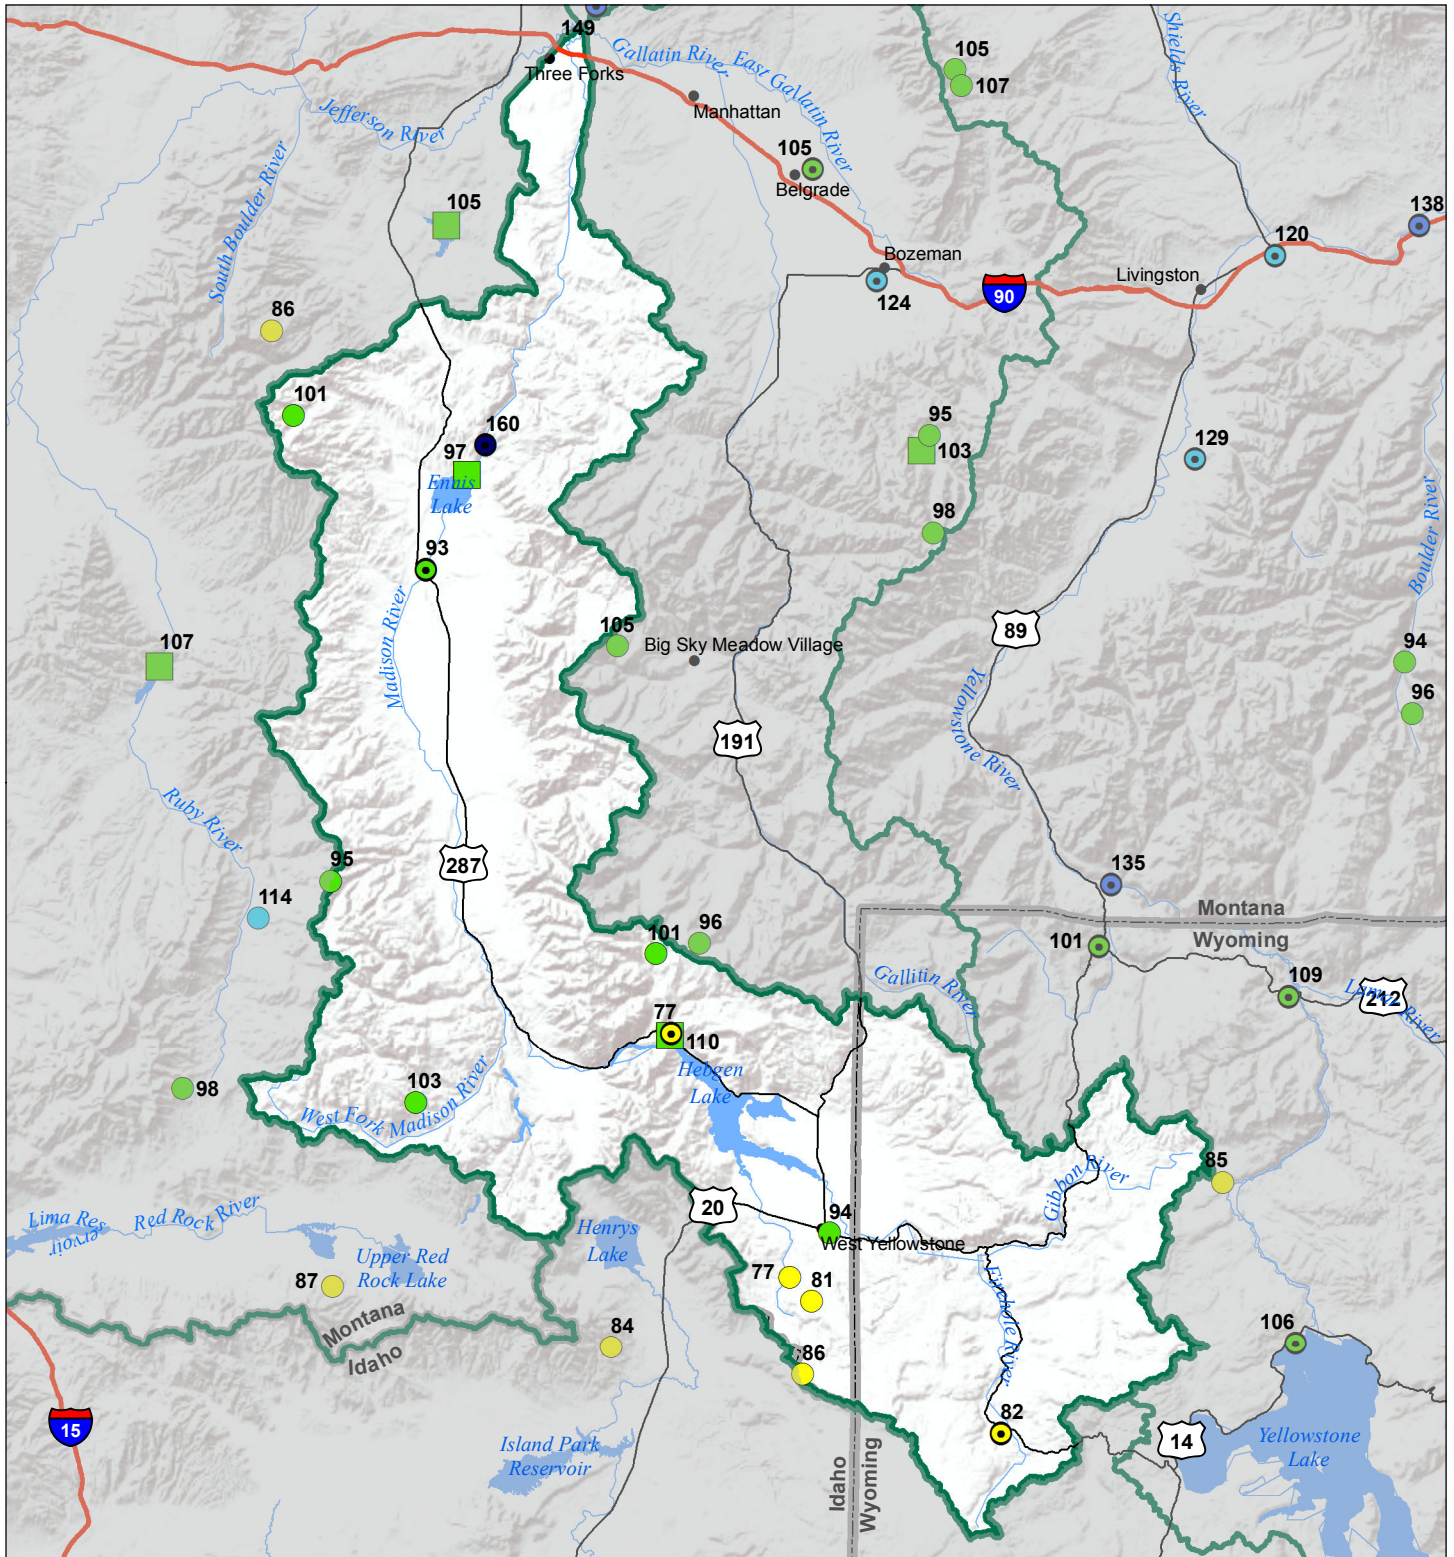 149
Three Forks
Gallatin River
East Gallatin River
Shields River
105
107
Manhattan
Jefferson River
105
Belgrade
South Boulder River
105
138
120
Bozeman
Livingston
124
90
86
101
160
97
Ennis
Lake
95
103
129
98
Boulder River
93
Madison River
105
Big Sky Meadow Village
89
107
94
96
Yellowstone River
191
Ruby River
287
95
114
135
Montana
Wyoming
101
96
101
Gallitin River
109
212
Lamar River
77
110
Hebgen
Lake
98
103
West Fork Madison River
Gibbon River
85
Lima Reservoir
Red Rock River
20
94
West Yellowstone
Henrys
Lake
Upper Red
Rock Lake
87
77
81
Firehole River
Montana
Idaho
84
86
106
15
82
14
Yellowstone
Lake
Island Park
Reservoir
Idaho
Wyoming